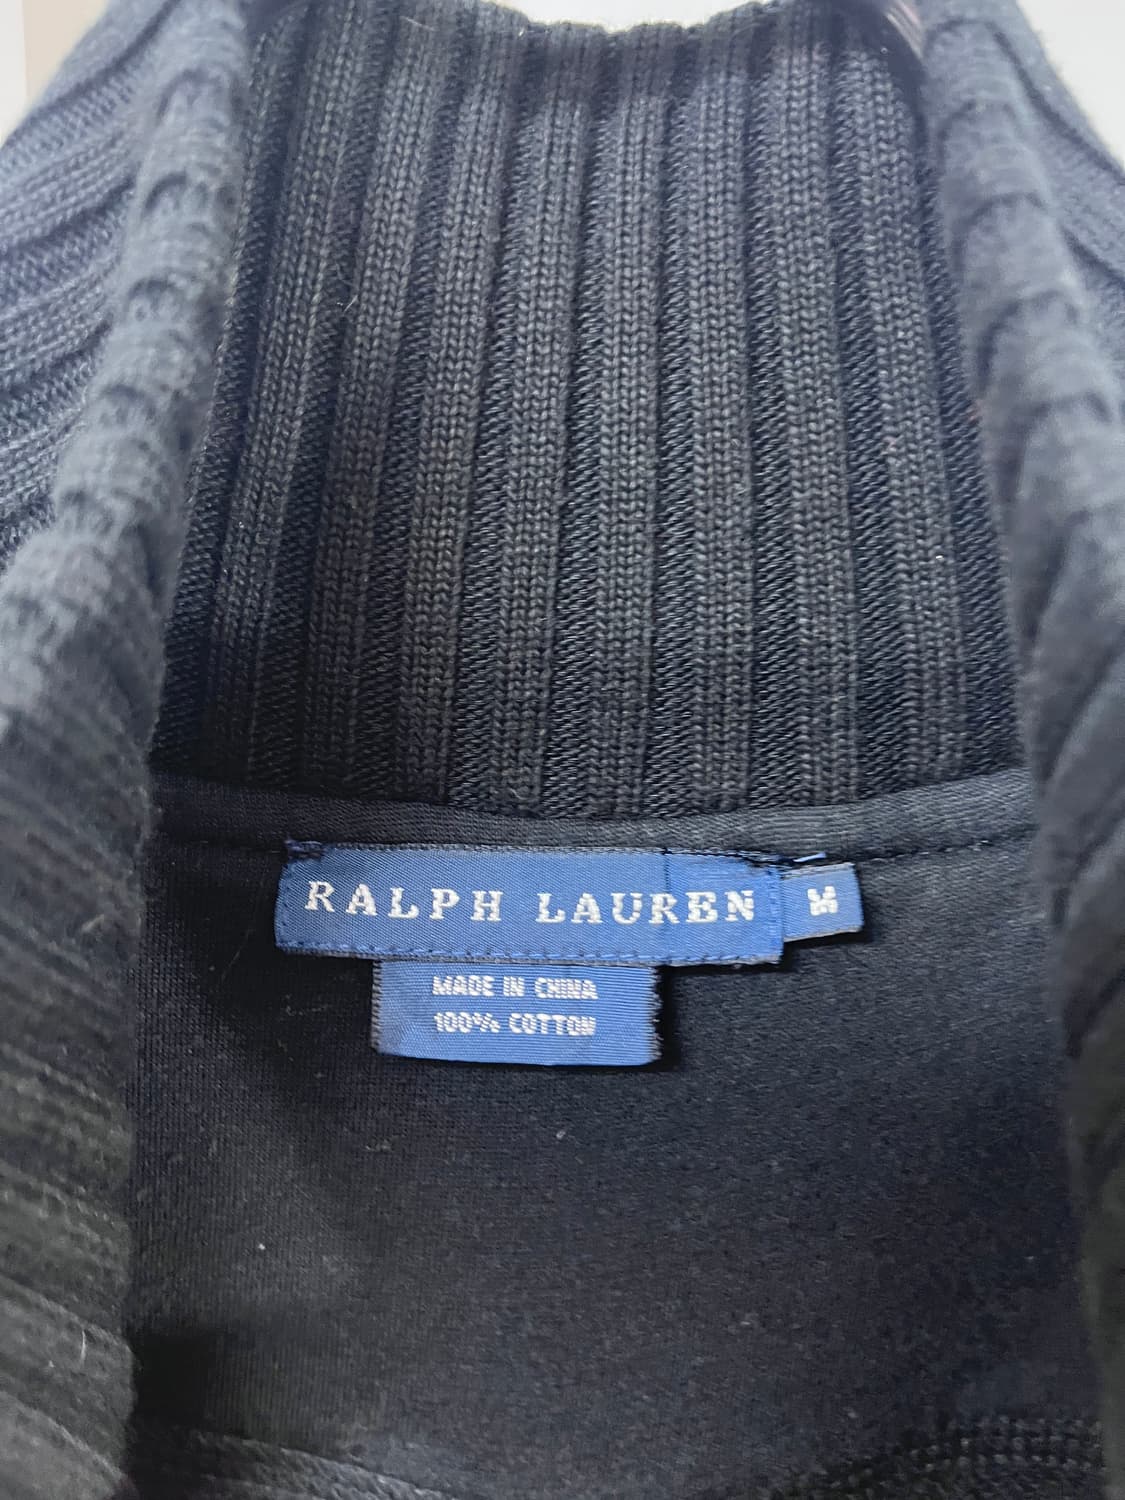 RALPH LAUREN M
MADE IN CHINA
100% COTTON